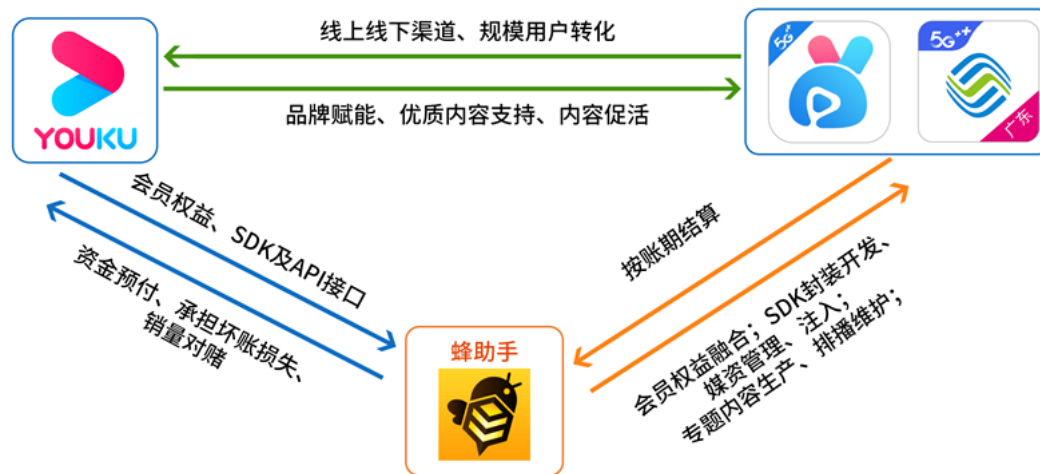 线上线下渠道、规模用户转化
5G+
5G++
广东
YOUKU
品牌赋能、优质内容支持、内容促活
会员权益、SDK及API接口
资金预付、承担坏账损失、
销量对赌
按账期结算
会员权益融合；SDK封装开发、
媒资管理、注入；
专题内容生产、排播维护；
蜂助手